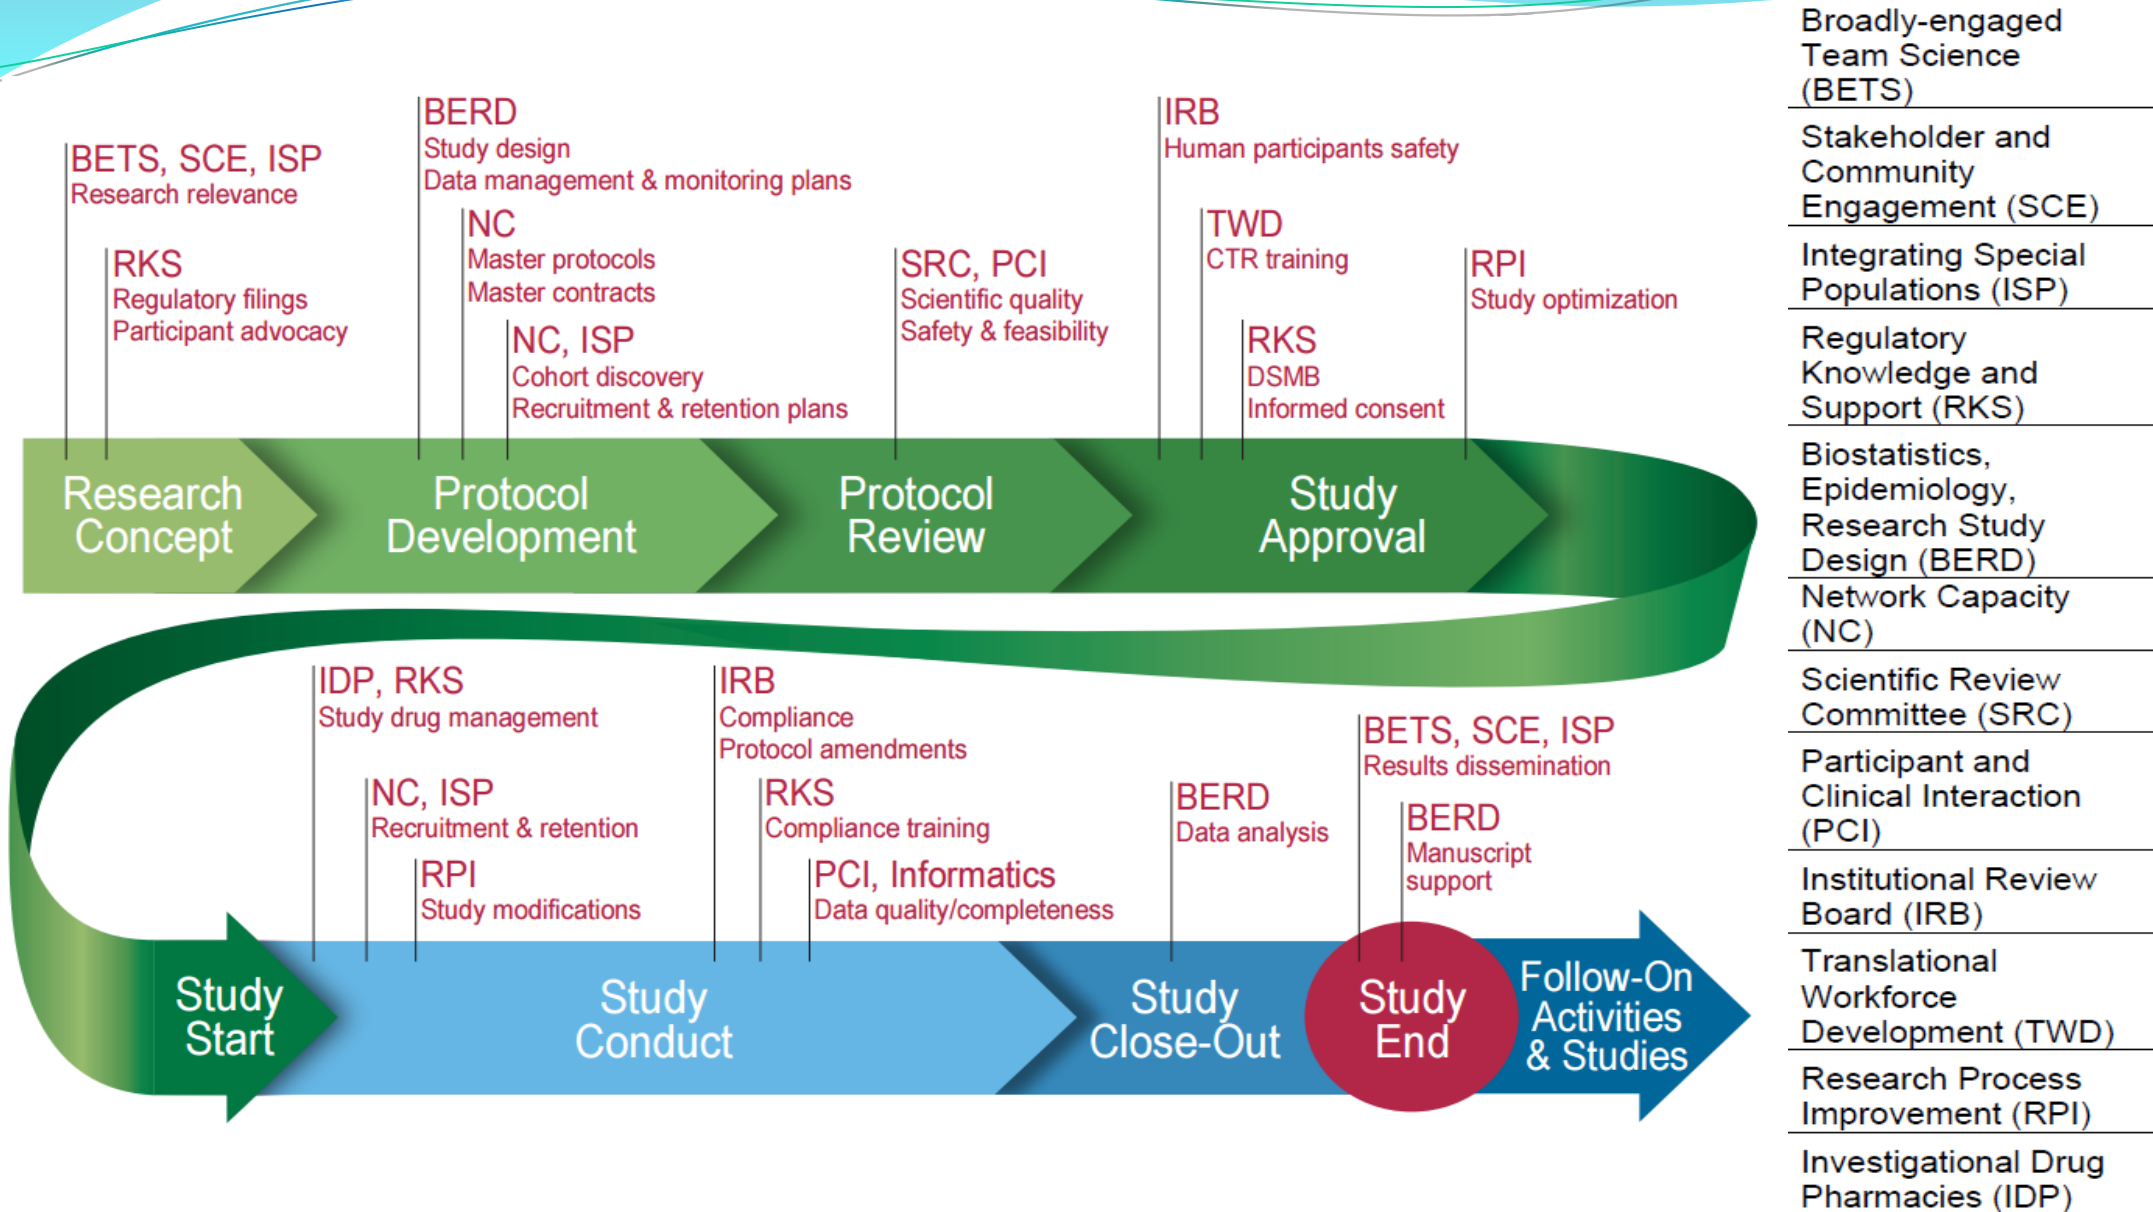 BETS, SCE, ISP
Research relevance
RKS
Regulatory filings
Participant advocacy
BERD
Study design
Data management & monitoring plans
NC
Master protocols
Master contracts
NC, ISP
Cohort discovery
Recruitment & retention plans
SRC, PCI
Scientific quality
Safety & feasibility
IRB
Human participants safety
TWD
CTR training
RKS
DSMB
Informed consent
RPI
Study optimization
Research
Concept
Protocol
Development
Protocol
Review
Study
Approval
IDP, RKS
Study drug management
NC, ISP
Recruitment & retention
RPI
Study modifications
IRB
Compliance
Protocol amendments
RKS
Compliance training
PCI, Informatics
Data quality/completeness
BERD
Data analysis
BETS, SCE, ISP
Results dissemination
BERD
Manuscript
support
Study
Start
Study
Conduct
Study
Close-Out
Study
End
Follow-On
Activities
& Studies
Broadly-engaged
Team Science
(BETS)
Stakeholder and
Community
Engagement (SCE)
Integrating Special
Populations (ISP)
Regulatory
Knowledge and
Support (RKS)
Biostatistics,
Epidemiology,
Research Study
Design (BERD)
Network Capacity
(NC)
Scientific Review
Committee (SRC)
Participant and
Clinical Interaction
(PCI)
Institutional Review
Board (IRB)
Translational
Workforce
Development (TWD)
Research Process
Improvement (RPI)
Investigational Drug
Pharmacies (IDP)